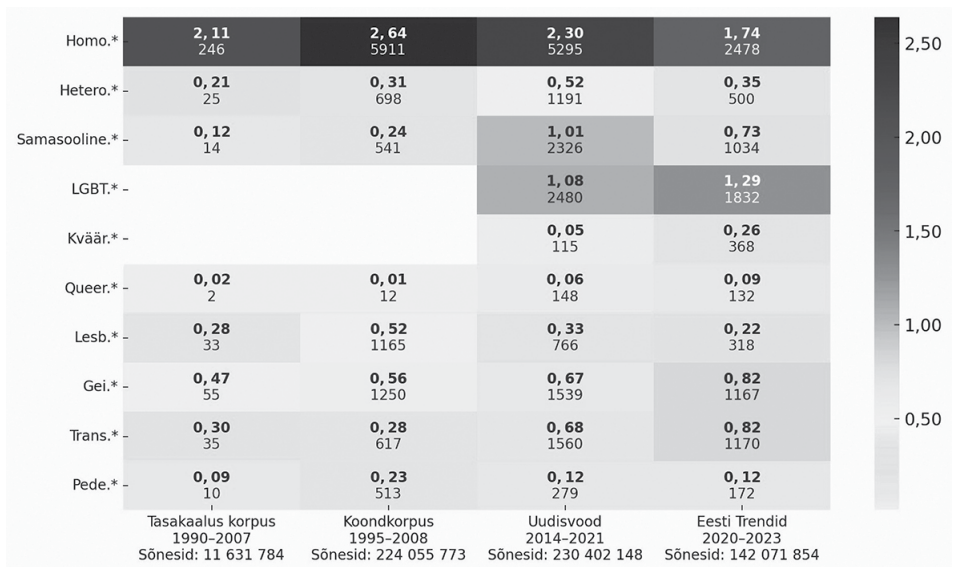 Homo.*
2,11 2,64 2,30 1,74
246 5911 5295 2478
Hetero.*
0,21 0,31 0,52 0,35
25 698 1191 500
Samasooline.*
0,12 0,24 1,01 0,73
14 541 2326 1034
LGBT.*
1,08 1,29
2480 1832
Kväär.*
0,05 0,26
115 368
Queer.*
0,02 0,01 0,06 0,09
2 12 148 132
Lesb.*
0,28 0,52 0,33 0,22
33 1165 766 318
Gei.*
0,47 0,56 0,67 0,82
55 1250 1539 1167
Trans.*
0,30 0,28 0,68 0,82
35 617 1560 1170
Pede.*
0,09 0,23 0,12 0,12
10 513 279 172
Tasakaalus korpus Koondkorpus Uudisvood Eesti Trendid
1990–2007 1995–2008 2014–2021 2020–2023
Sõnesid: 11 631 784 Sõnesid: 224 055 773 Sõnesid: 230 402 148 Sõnesid: 142 071 854
2,50
2,00
1,50
1,00
0,50